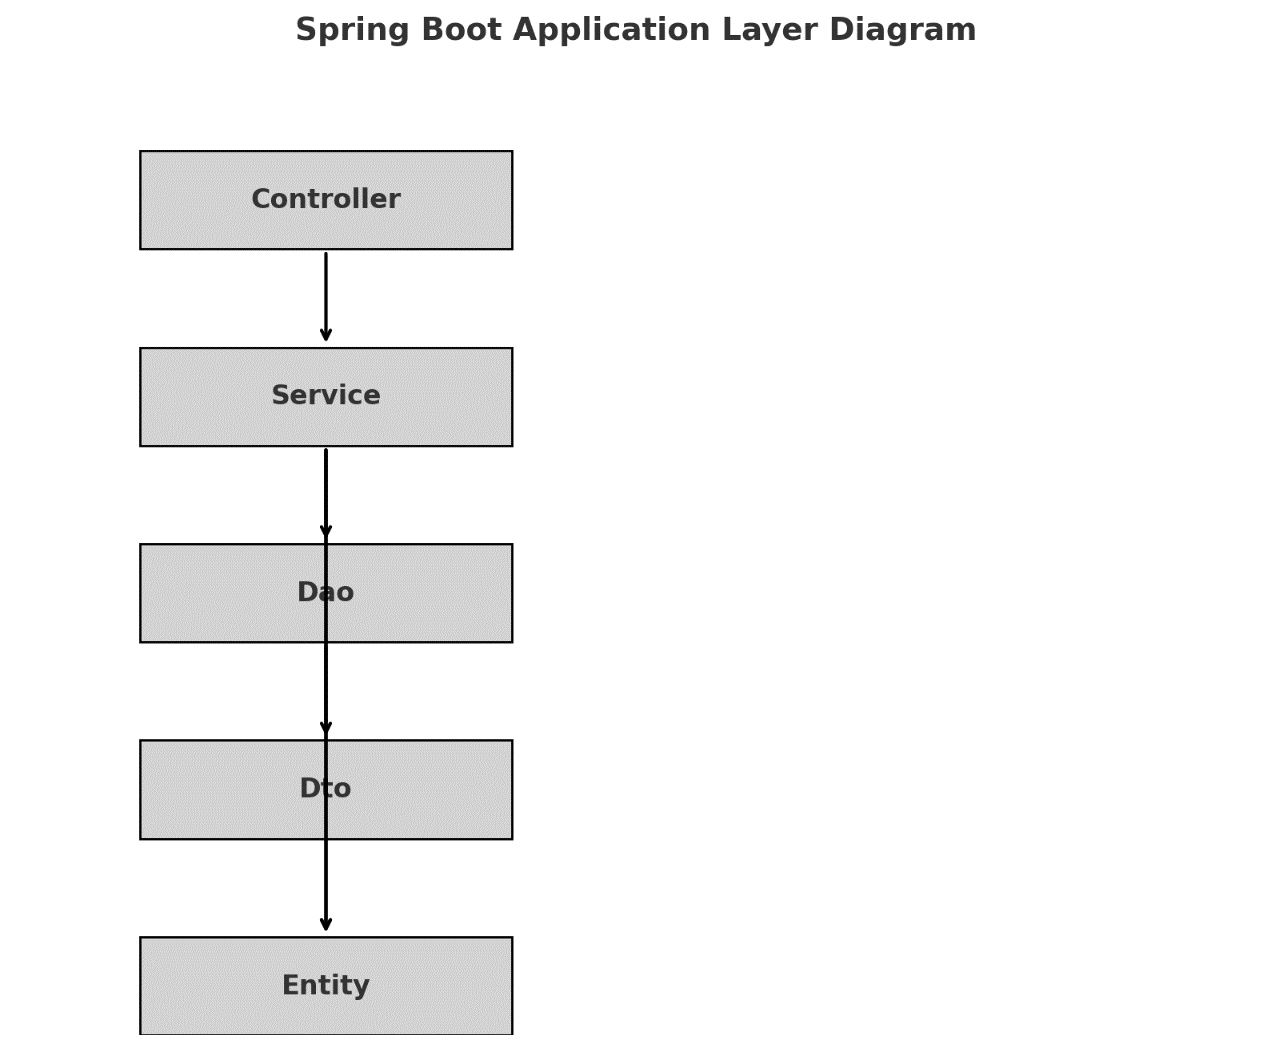 Spring Boot Application Layer Diagram
Controller
Service
Dao
Dto
Entity